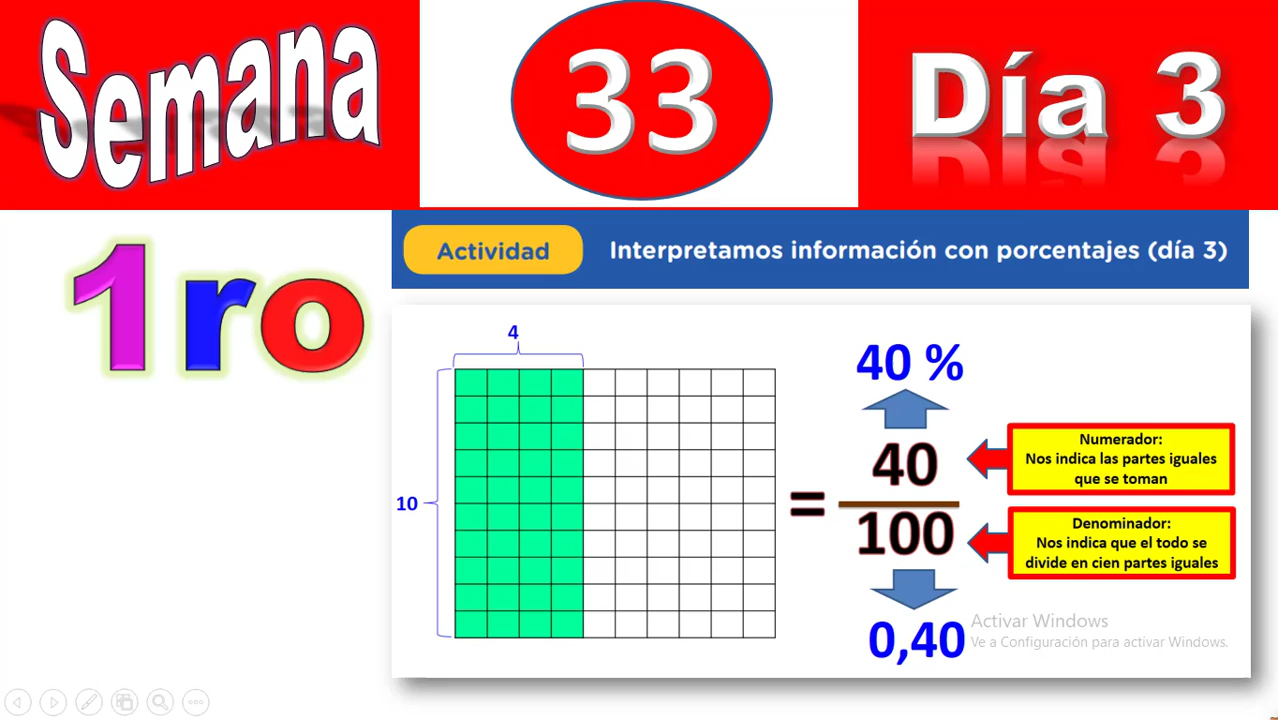 Semana
33
Día 3
1ro
Actividad
Interpretamos información con porcentajes (día 3)
4
10
=
40 %
40
100
0,40
Numerador:
Nos indica las partes iguales
que se toman
Denominador:
Nos indica que el todo se
divide en cien partes iguales
Activar Windows
Ve a Configuración para activar Windows.